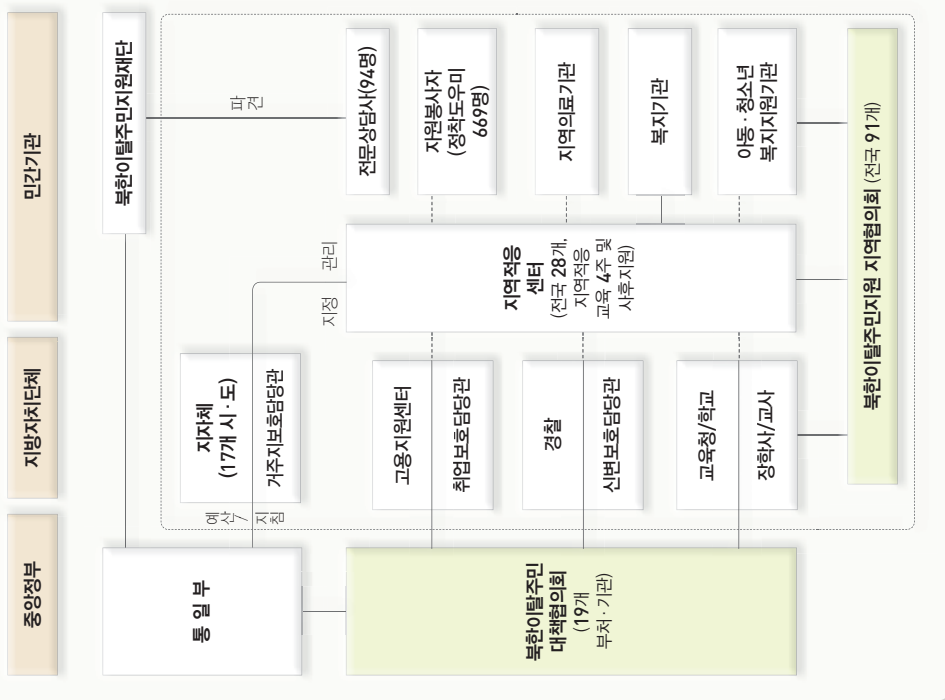 중앙정부
지방자치단체
민간기관
통 일 부
예산/
지침
지자체
(17개 시·도)
거주지보호담당관
지정
관리
북한이탈주민지원재단
파견
북한이탈주민
대책협의회
(19개
부처·기관)
고용지원센터
취업보호담당관
경찰
신변보호담당관
교육청/학교
장학사/교사
지역적응
센터
(전국 28개,
지역적응
교육 4주 및
사후지원)
전문상담사(94명)
자원봉사자
(정착도우미
669명)
지역의료기관
복지기관
아동·청소년
복지지원기관
북한이탈주민지원 지역협의회 (전국 91개)